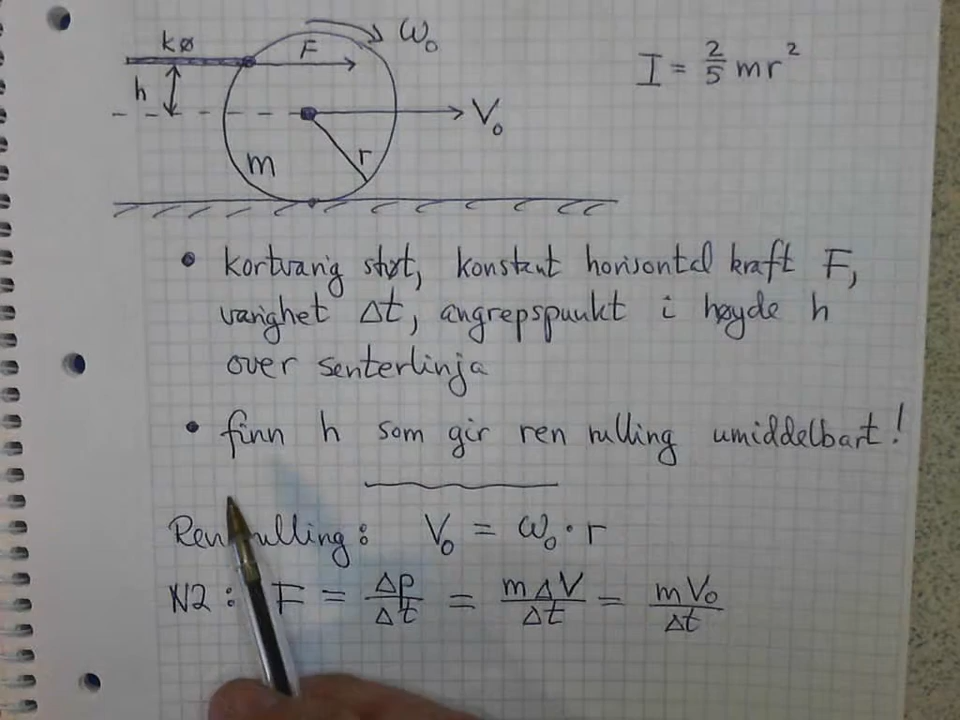 kø
F
ω₀
I = 2/5 mr²
h
V₀
m
r
• kortvarig støt, konstant horisontal kraft F,
varighet Δt, angrepspunkt i høyde h
over senterlinja
• finn h som gir ren rulling umiddelbart!
Ren rulling: V₀ = ω₀ · r
N2: F = Δp/Δt = mΔV/Δt = mV₀/Δt